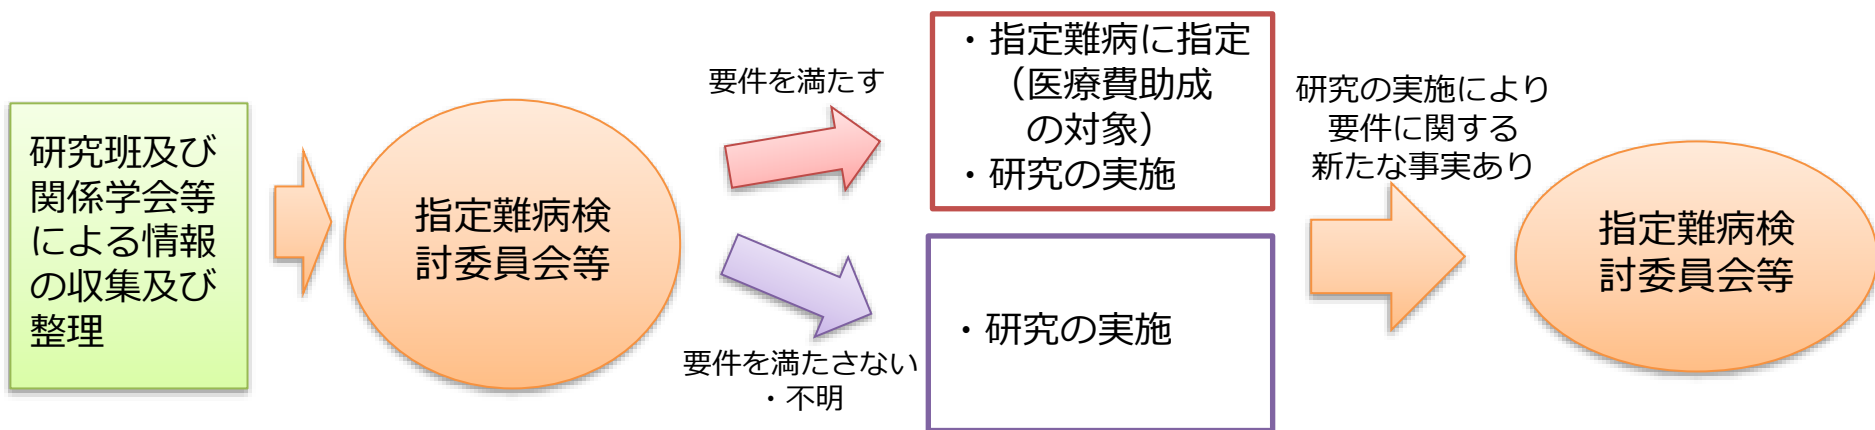 研究班及び
関係学会等
による情報
の収集及び
整理
指定難病検
討委員会等
要件を満たす
・指定難病に指定
（医療費助成
の対象）
・研究の実施
要件を満たさない
・不明
・研究の実施
研究の実施により
要件に関する
新たな事実あり
指定難病検
討委員会等